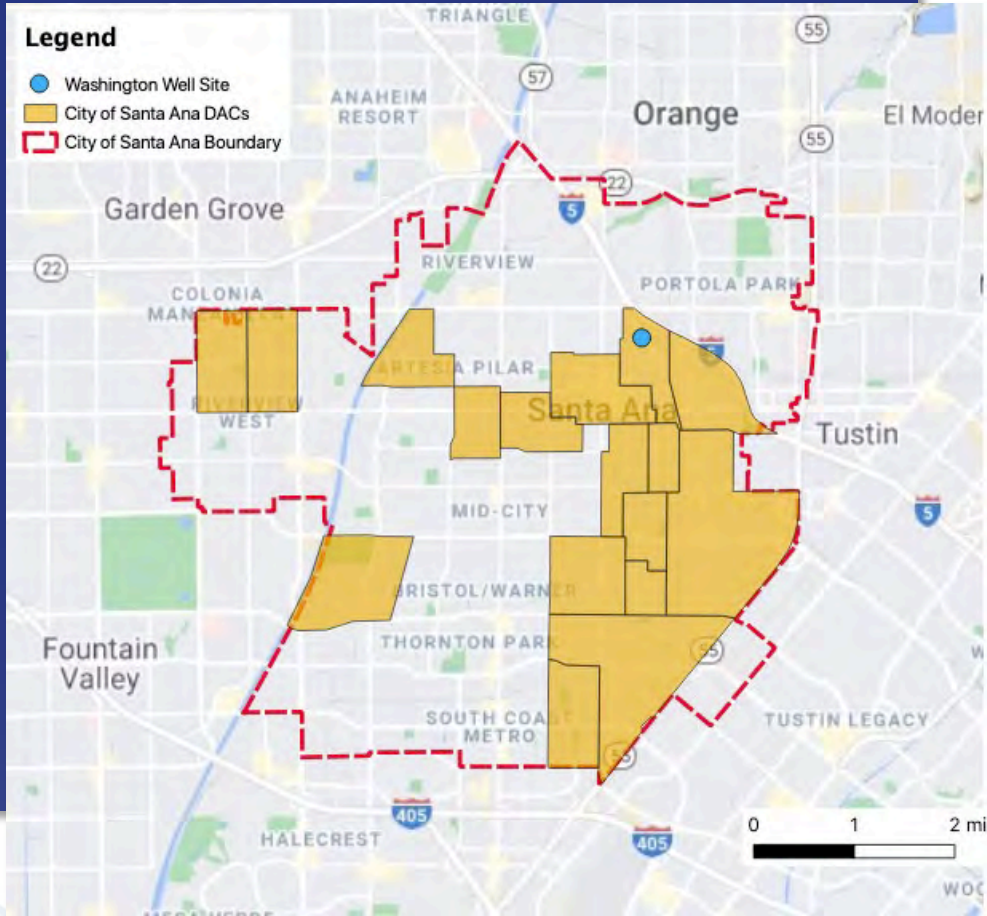 Legend
Washington Well Site
City of Santa Ana DACs
City of Santa Ana Boundary
TRIANGLE
55
57
ANAHEIM
RESORT
Orange
El Moder
55
22
5
Garden Grove
22
RIVERVIEW
PORTOLA PARK
COLONIA
5
ARTESIA PILAR
RIVERVIEW
WEST
Santa Ana
Tustin
MID-CITY
5
BRISTOL/WARNER
Fountain
Valley
THORNTON PARK
55
SOUTH COAST
METRO
TUSTIN LEGACY
55
405
HALECREST
405
0 1 2 mi
WOO